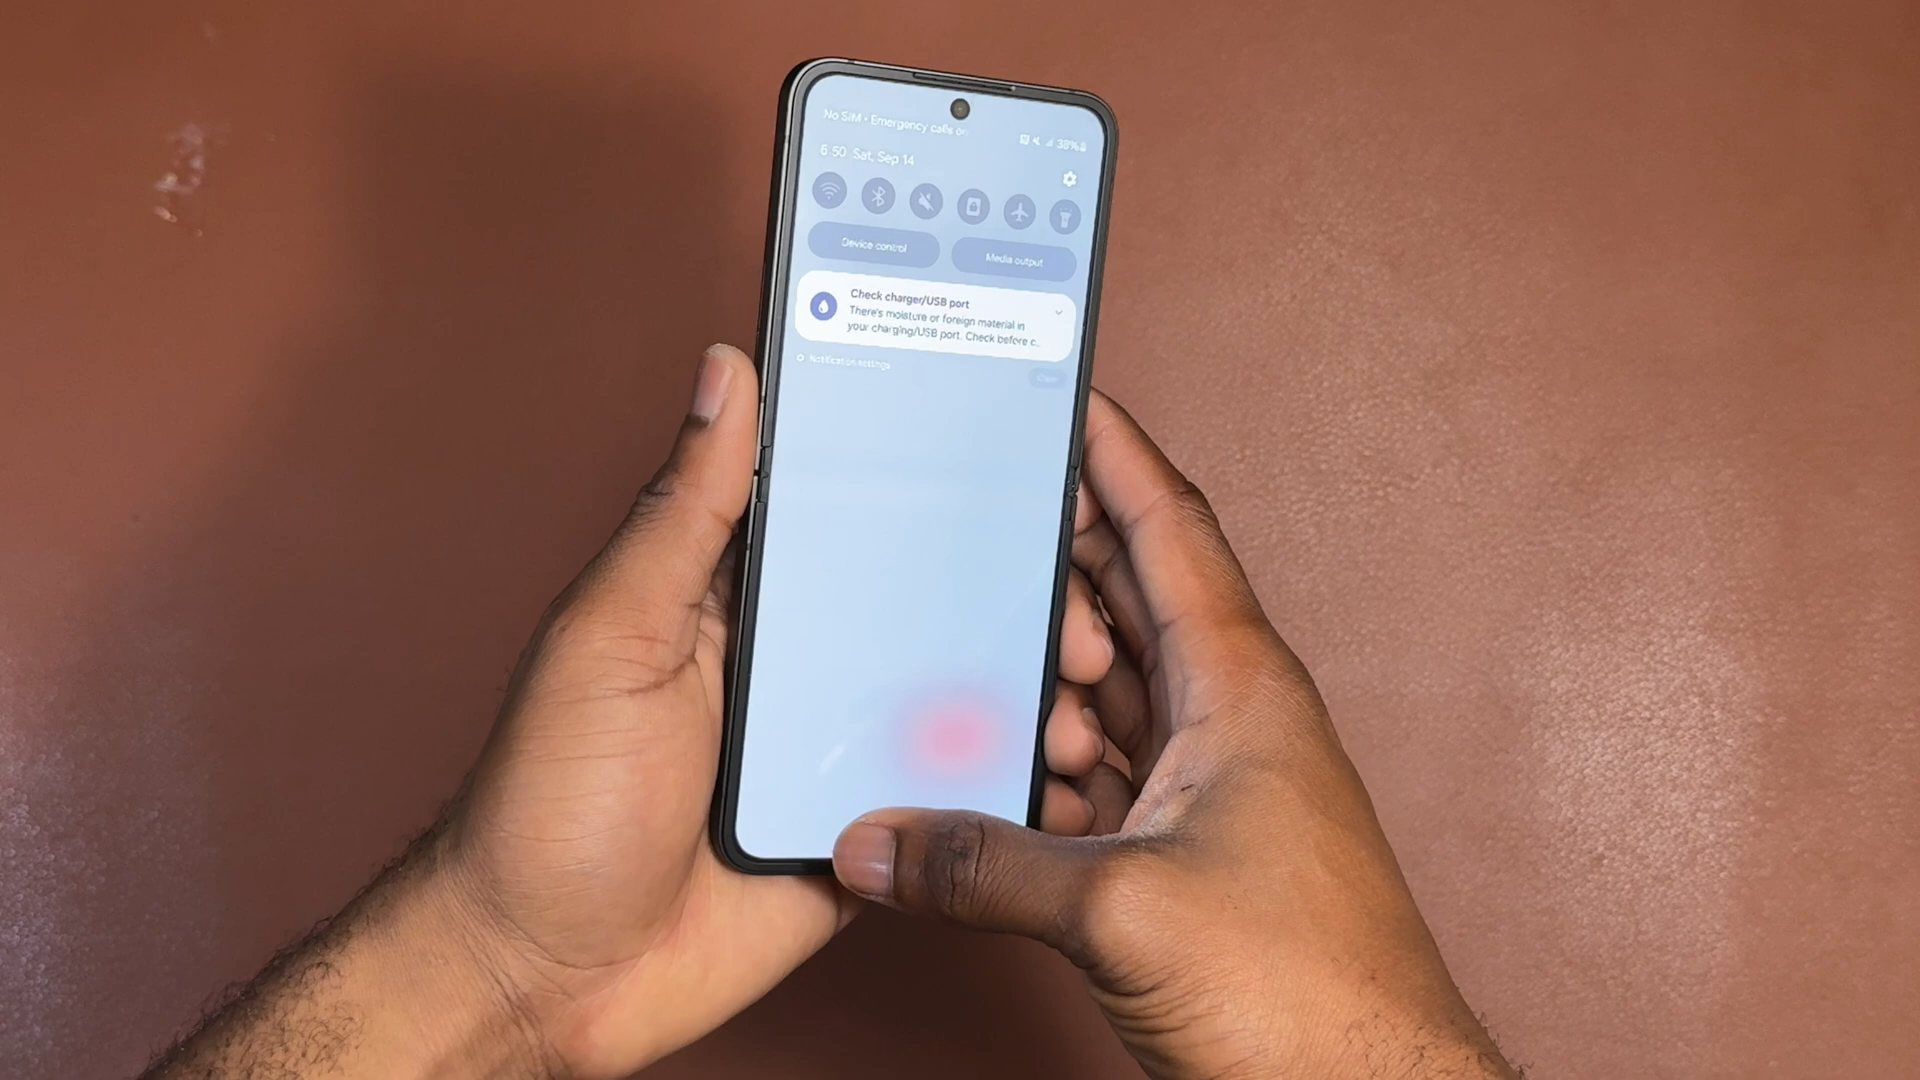 No SIM • Emergency calls on
38%
6:50 Sat, Sep 14
Device control
Media output
Check charger/USB port
There's moisture or foreign material in
your charging/USB port. Check before c...
Notification settings
Clear